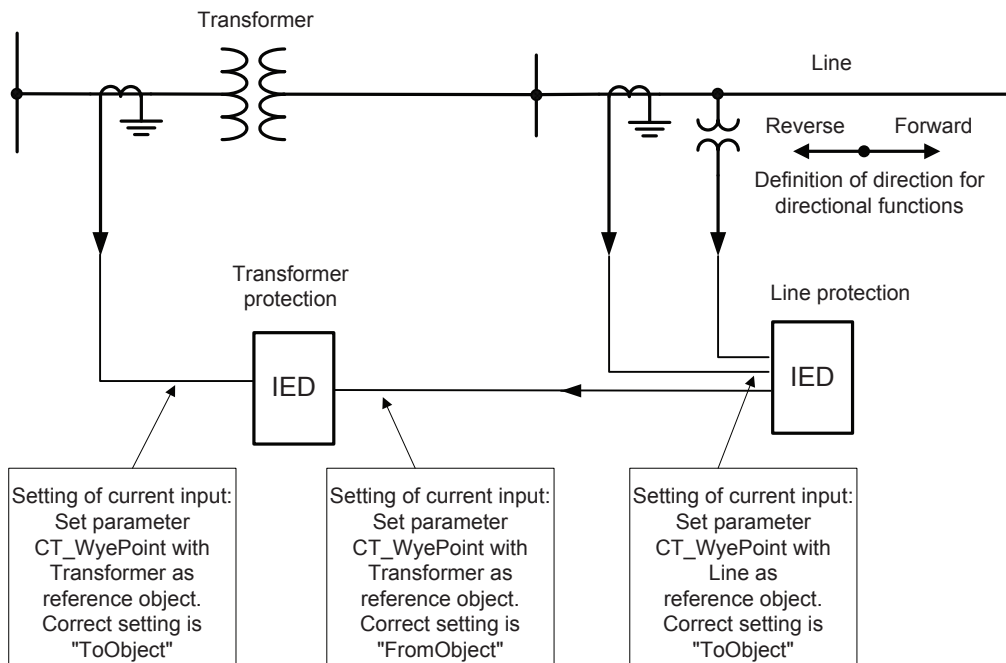 Transformer
Line
Reverse
Forward
Definition of direction for
directional functions
Transformer
protection
Line protection
IED
IED
Setting of current input:
Set parameter
CT_WyePoint with
Transformer as
reference object.
Correct setting is
"ToObject"
Setting of current input:
Set parameter
CT_WyePoint with
Transformer as
reference object.
Correct setting is
"FromObject"
Setting of current input:
Set parameter
CT_WyePoint with
Line as
reference object.
Correct setting is
"ToObject"